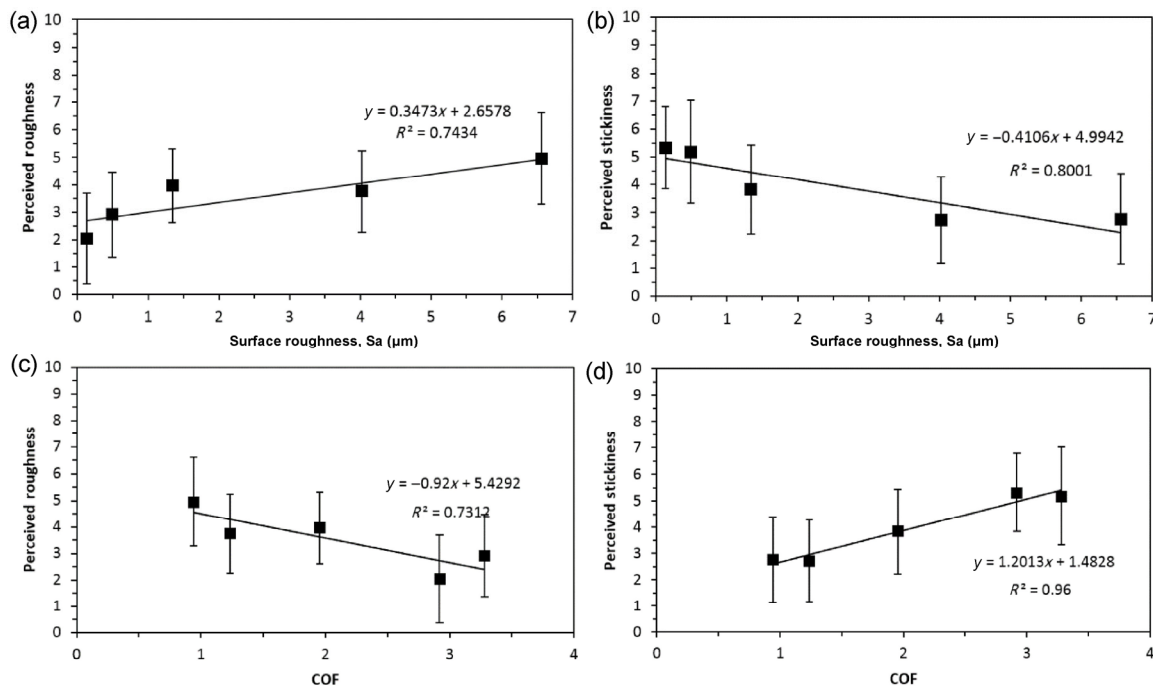 (a)
10
9
8
7
6
5
4
3
2
1
0
Perceived roughness
y = 0.3473x + 2.6578
R² = 0.7434
0 1 2 3 4 5 6 7
Surface roughness, Sa (μm)
(b)
10
9
8
7
6
5
4
3
2
1
0
Perceived stickiness
y = −0.4106x + 4.9942
R² = 0.8001
0 1 2 3 4 5 6 7
Surface roughness, Sa (μm)
(c)
10
9
8
7
6
5
4
3
2
1
0
Perceived roughness
y = −0.92x + 5.4292
R² = 0.7312
0 1 2 3 4
COF
(d)
10
9
8
7
6
5
4
3
2
1
0
Perceived stickiness
y = 1.2013x + 1.4828
R² = 0.96
0 1 2 3 4
COF